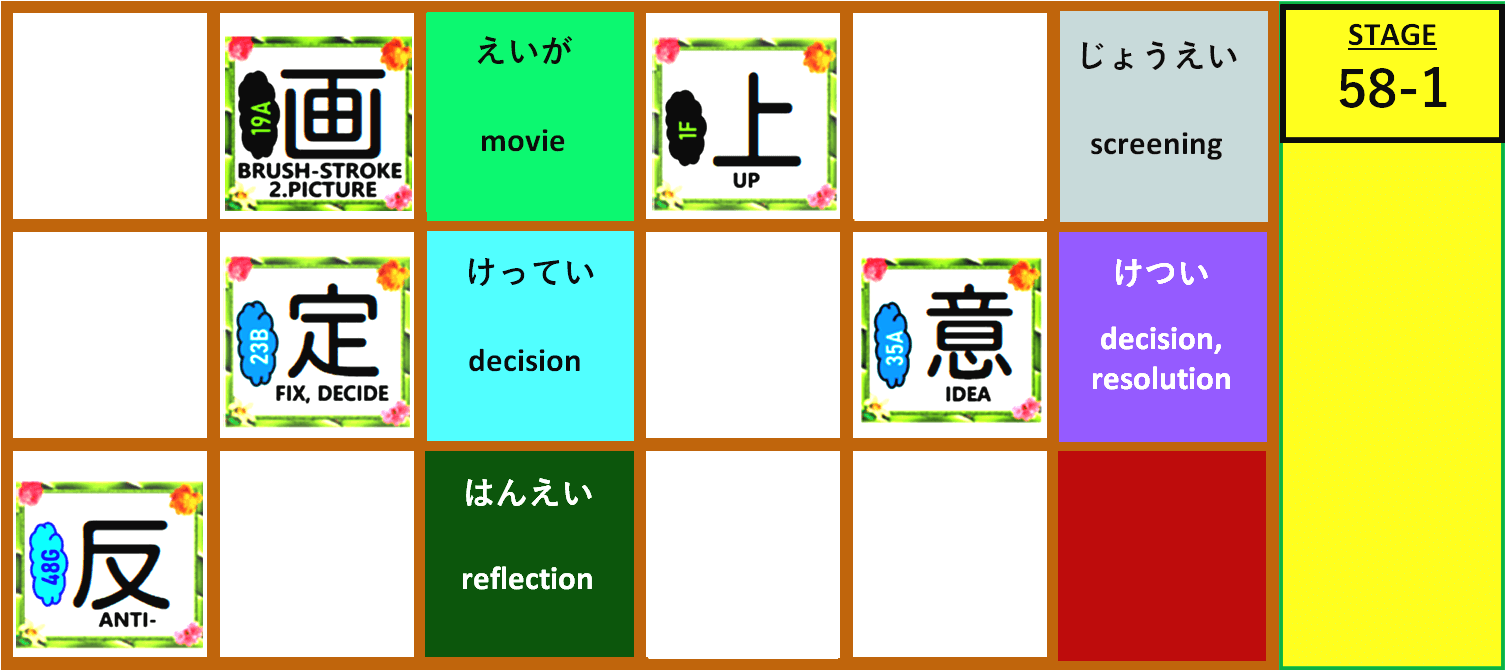 19A
画
BRUSH-STROKE
2.PICTURE
えいが
movie
1F
上
UP
じょうえい
screening
STAGE
58-1
23B
定
FIX, DECIDE
けってい
decision
35A
意
IDEA
けつい
decision,
resolution
48G
反
ANTI-
はんえい
reflection